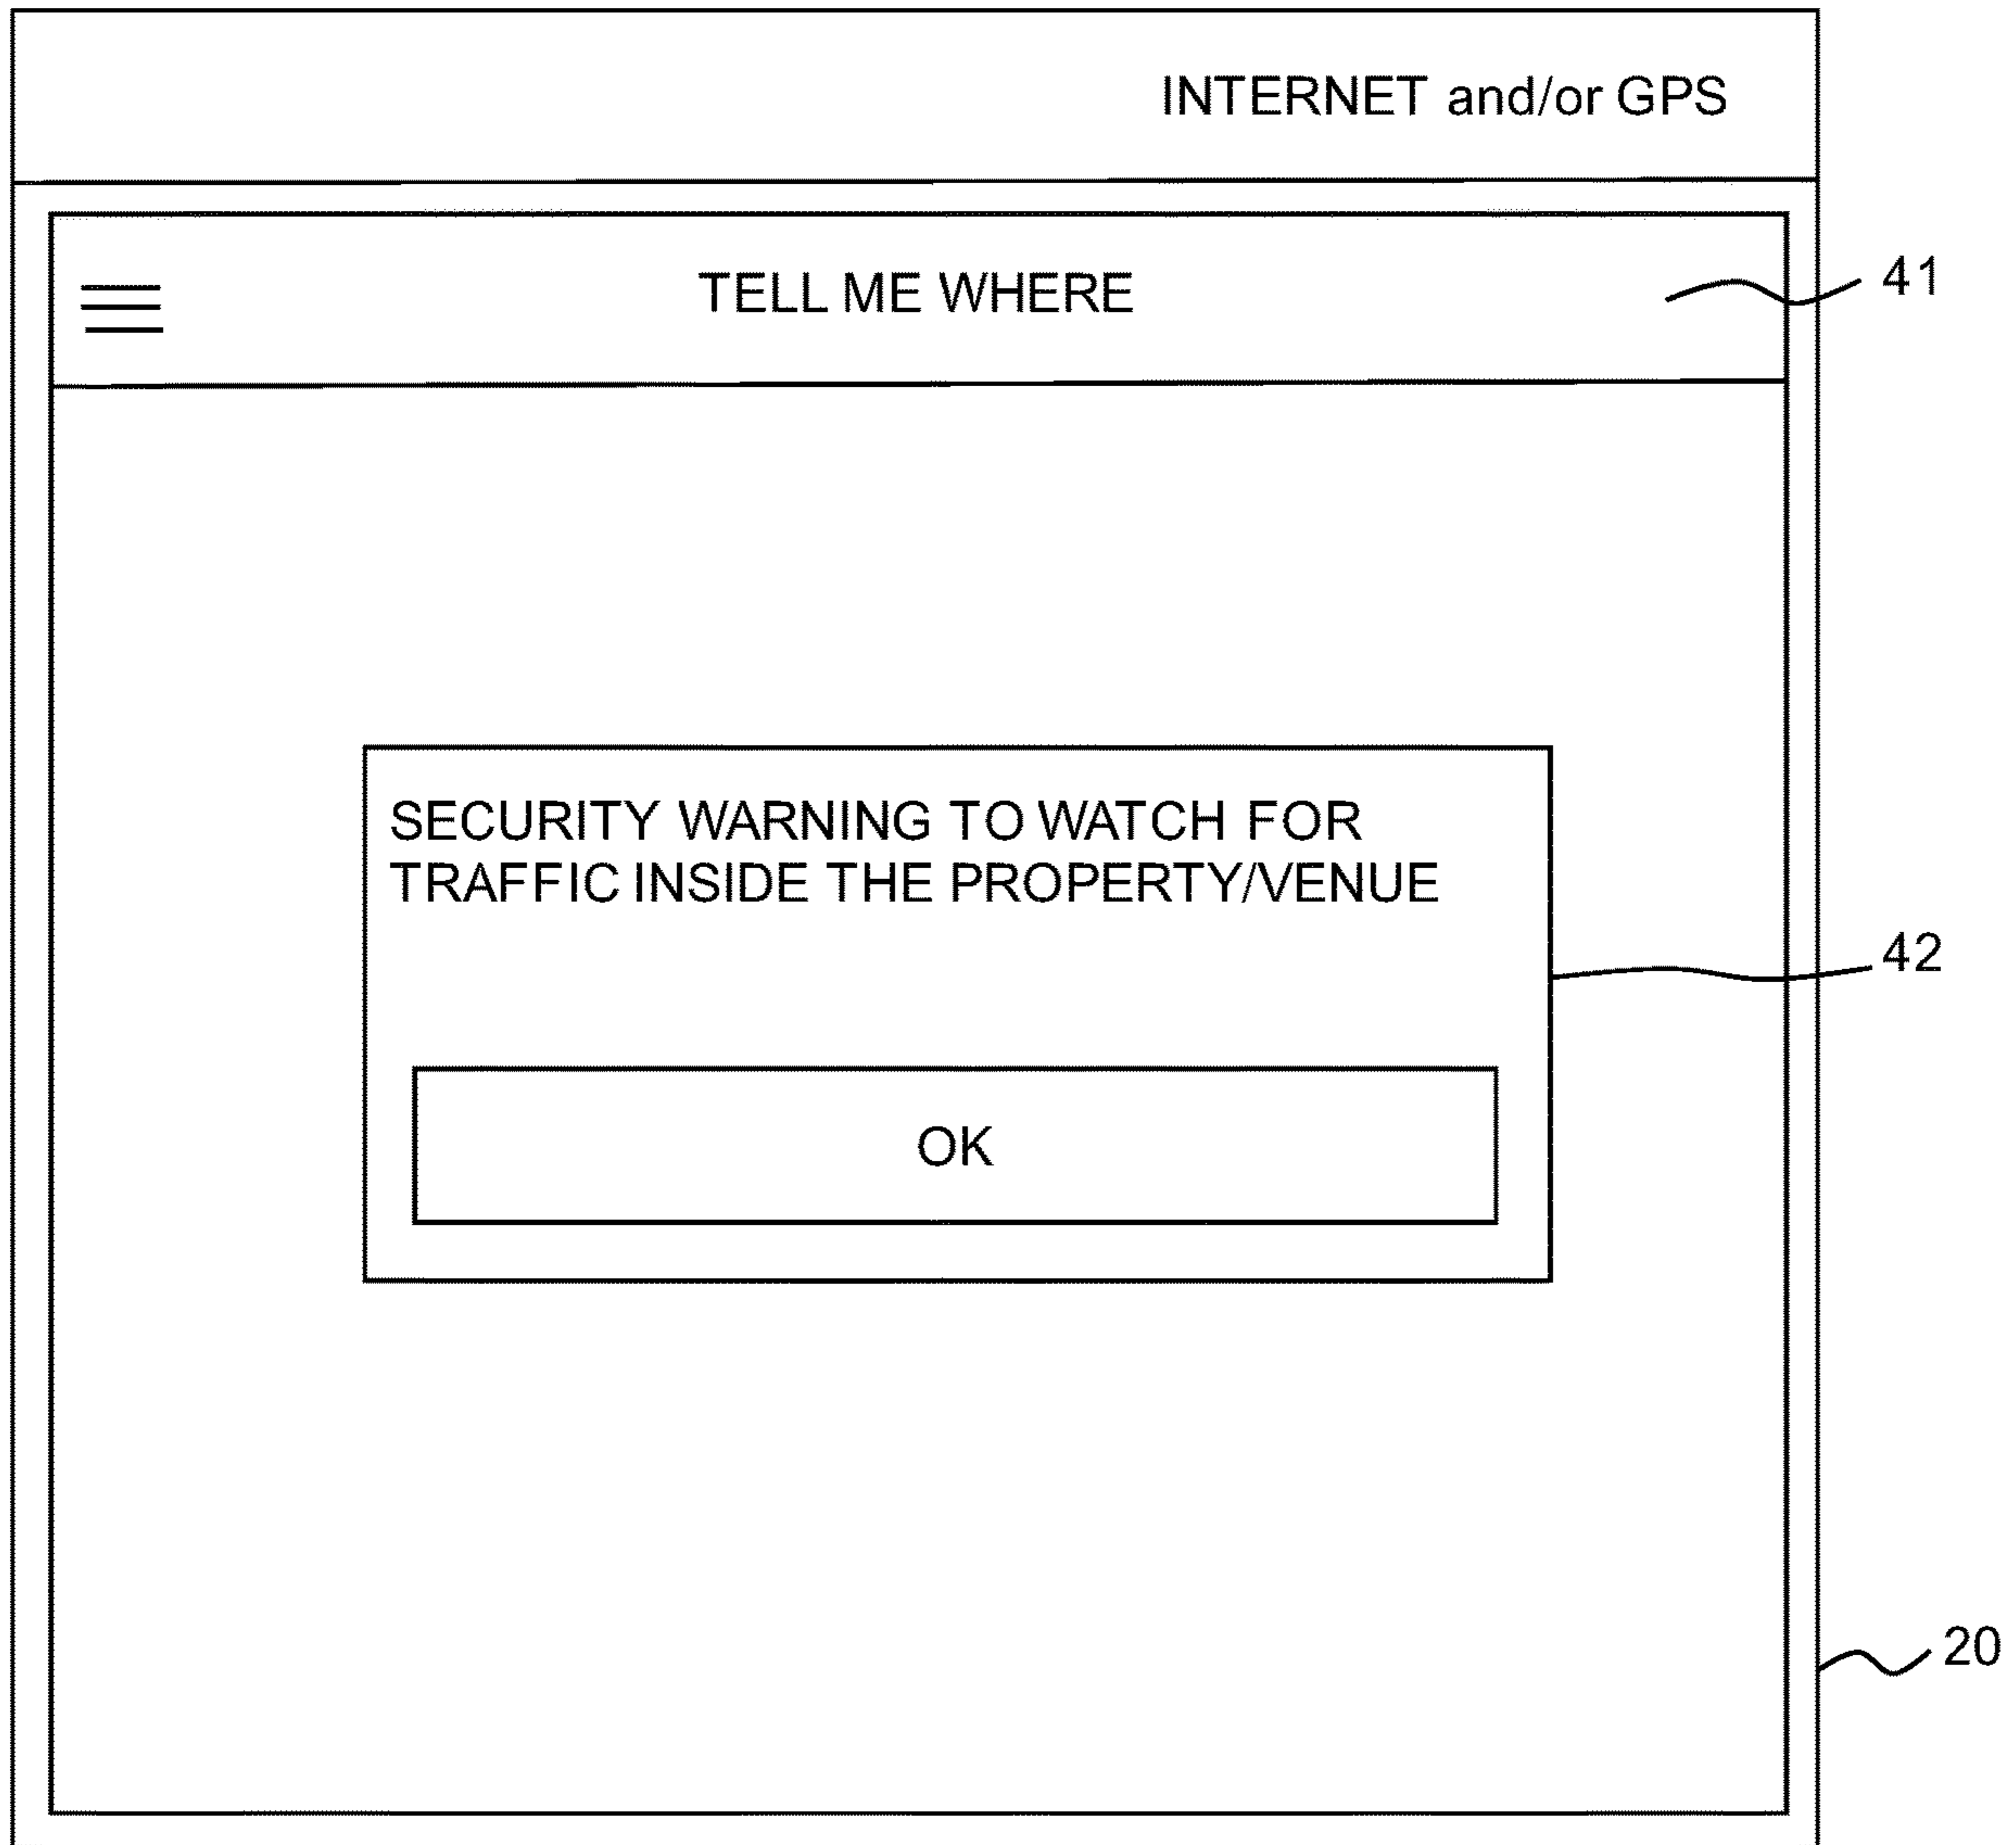 INTERNET and/or GPS
TELL ME WHERE
41
SECURITY WARNING TO WATCH FOR
TRAFFIC INSIDE THE PROPERTY/VENUE
42
OK
20